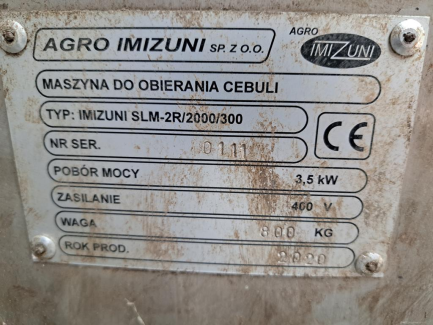 AGRO IMIZUNI SP. Z O.O.
AGRO
IMIZUNI
MASZYNA DO OBIERANIA CEBULI
TYP: IMIZUNI SLM-2R/2000/300
NR SER. 0111
CE
POBÓR MOCY 3,5 kW
ZASILANIE 400 V
WAGA 800 KG
ROK PROD. 2020